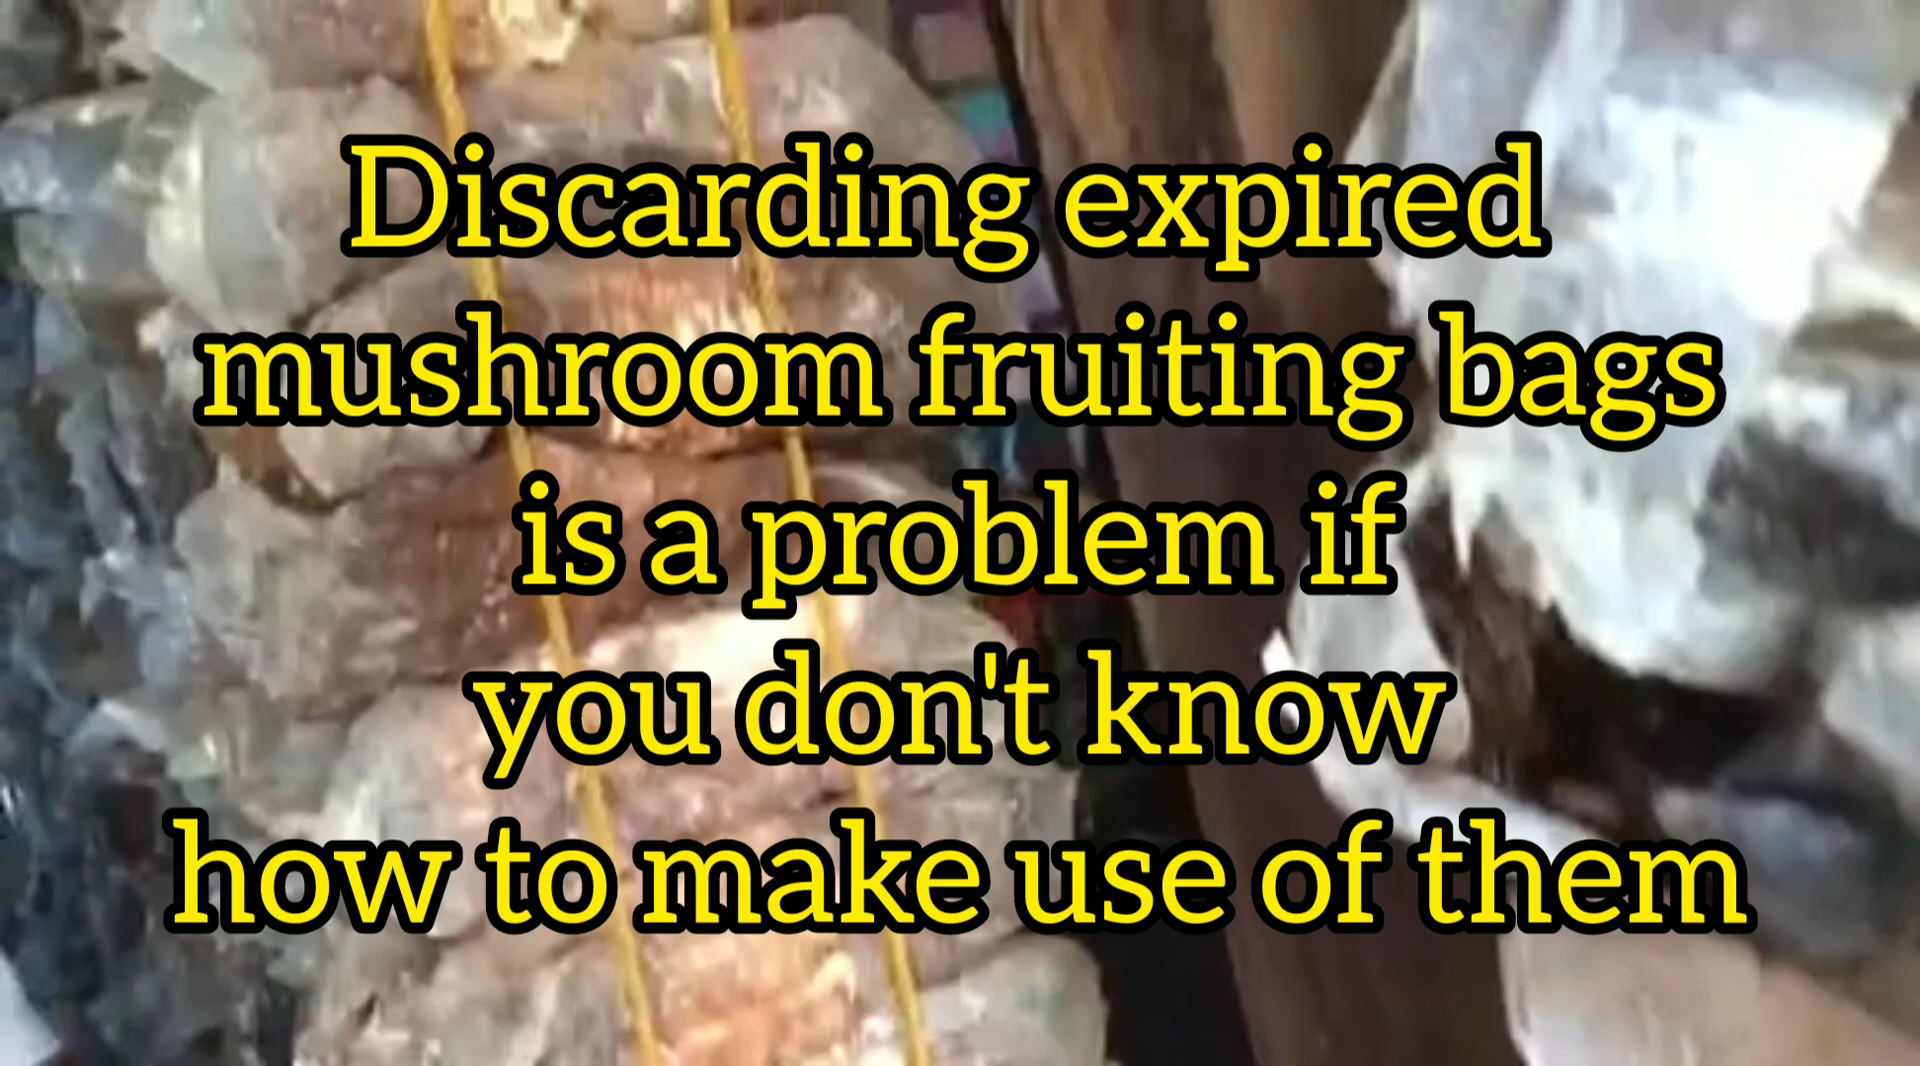 Discarding expired
mushroom fruiting bags
is a problem if
you don't know
how to make use of them